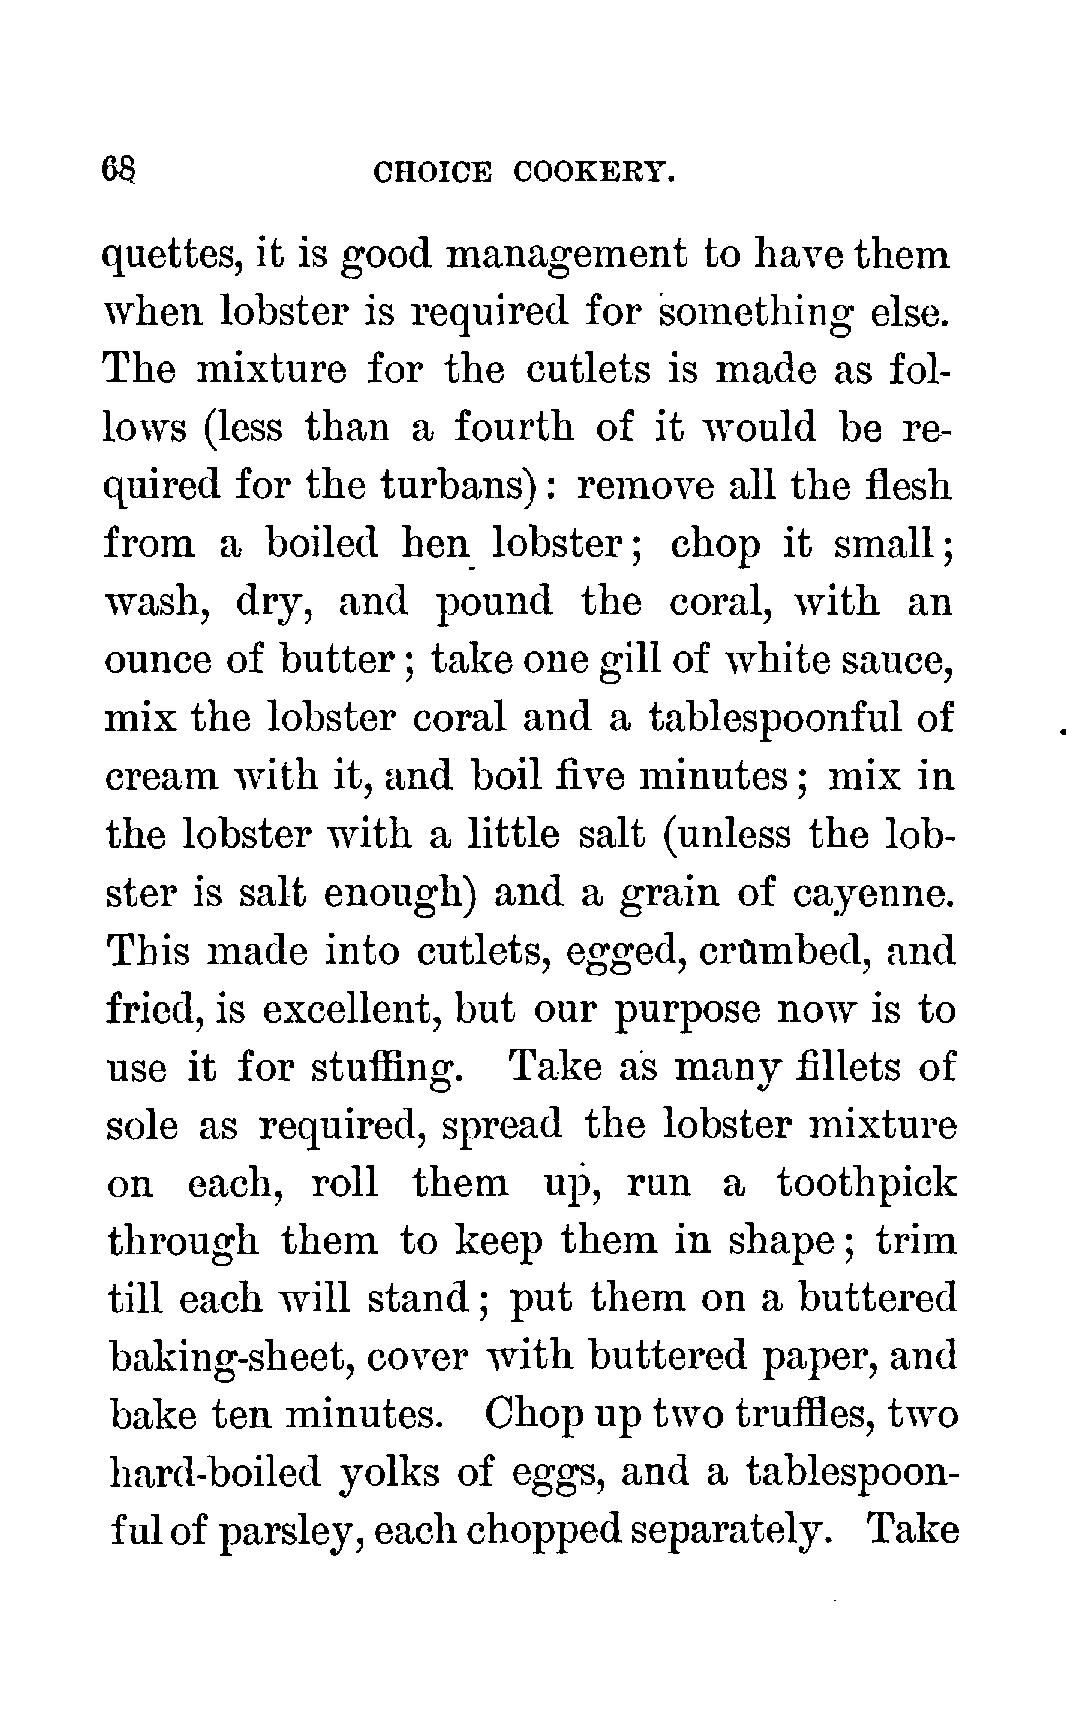 68 CHOICE COOKERY.
quettes, it is good management to have them
when lobster is required for something else.
The mixture for the cutlets is made as fol-
lows (less than a fourth of it would be re-
quired for the turbans): remove all the flesh
from a boiled hen lobster; chop it small;
wash, dry, and pound the coral, with an
ounce of butter; take one gill of white sauce,
mix the lobster coral and a tablespoonful of
cream with it, and boil five minutes; mix in
the lobster with a little salt (unless the lob-
ster is salt enough) and a grain of cayenne.
This made into cutlets, egged, crumbed, and
fried, is excellent, but our purpose now is to
use it for stuffing. Take as many fillets of
sole as required, spread the lobster mixture
on each, roll them up, run a toothpick
through them to keep them in shape; trim
till each will stand; put them on a buttered
baking-sheet, cover with buttered paper, and
bake ten minutes. Chop up two truffles, two
hard-boiled yolks of eggs, and a tablespoon-
ful of parsley, each chopped separately. Take